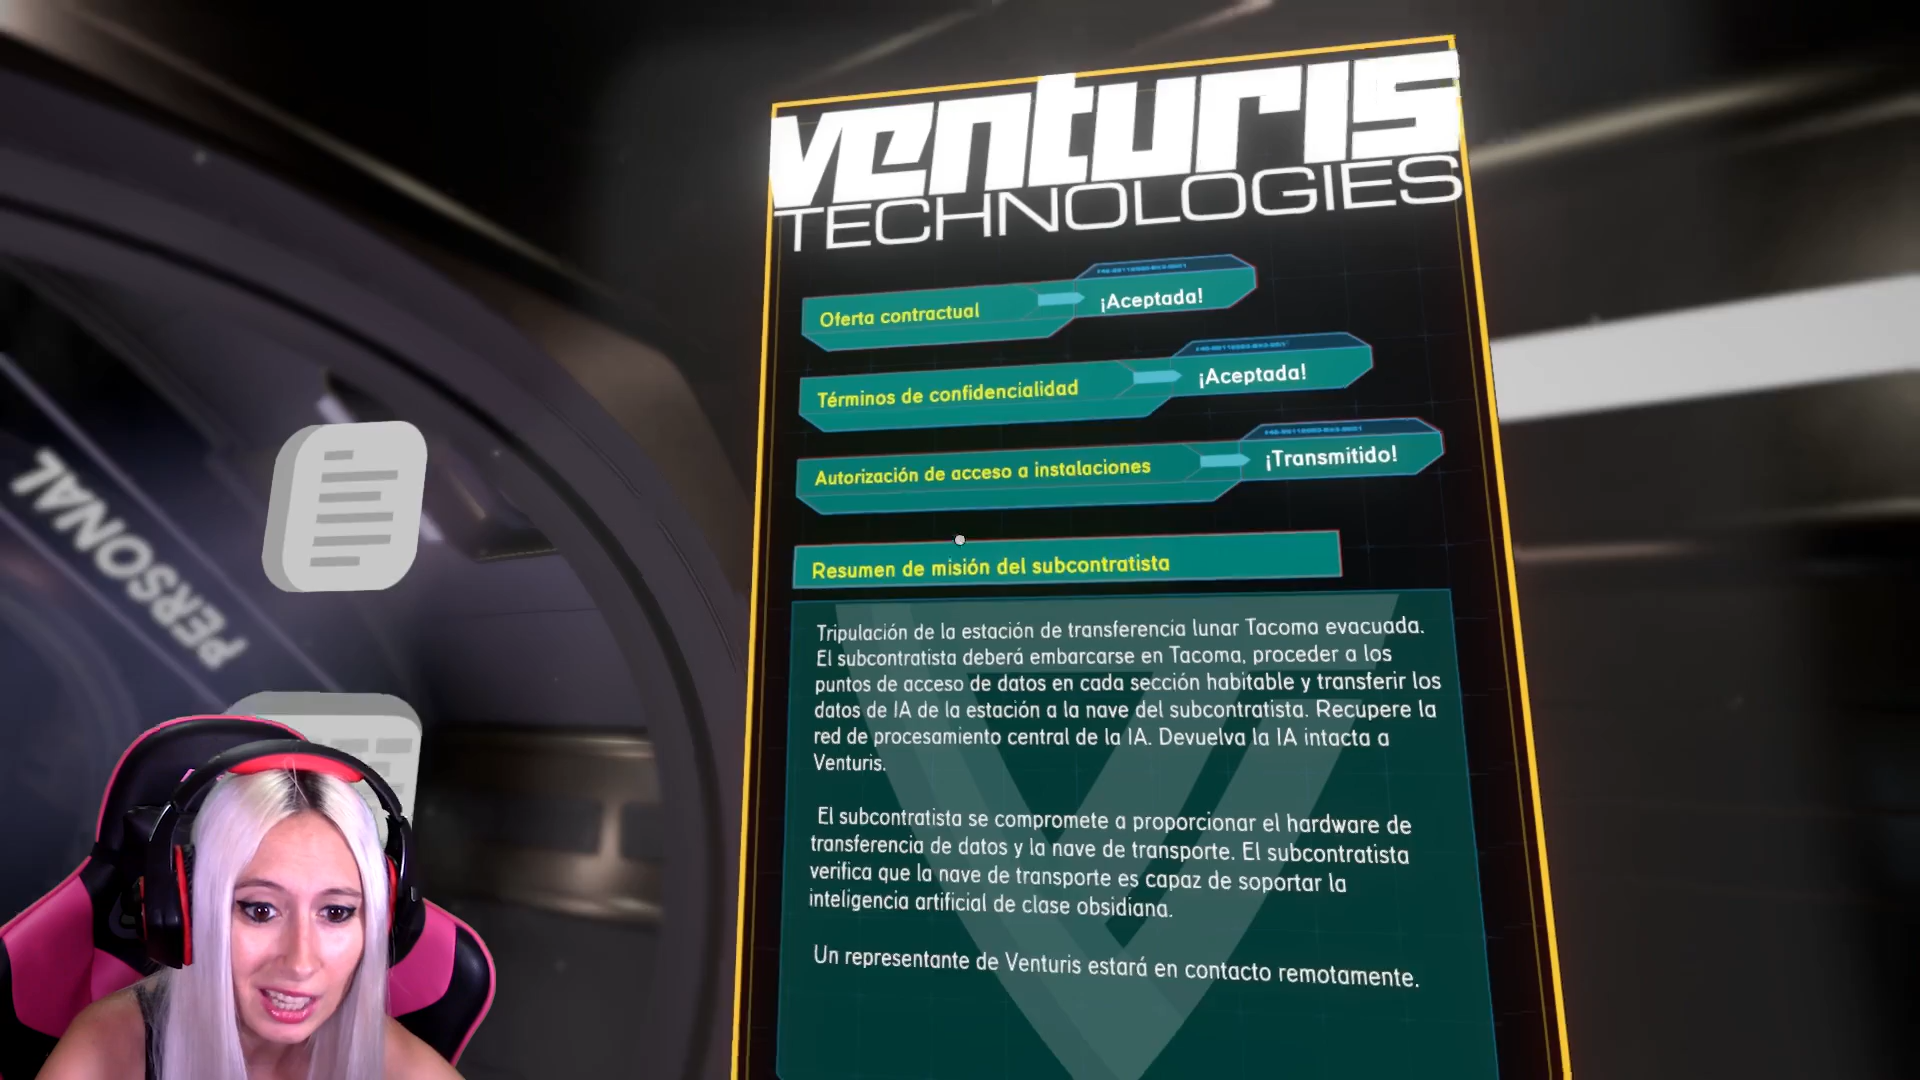 venturis
TECHNOLOGIES
Oferta contractual
¡Aceptada!
Términos de confidencialidad
¡Aceptada!
Autorización de acceso a instalaciones
¡Transmitido!
Resumen de misión del subcontratista
Tripulación de la estación de transferencia lunar Tacoma evacuada.
El subcontratista deberá embarcarse en Tacoma, proceder a los
puntos de acceso de datos en cada sección habitable y transferir los
datos de IA de la estación a la nave del subcontratista. Recupere la
red de procesamiento central de la IA. Devuelva la IA intacta a
Venturis.
El subcontratista se compromete a proporcionar el hardware de
transferencia de datos y la nave de transporte. El subcontratista
verifica que la nave de transporte es capaz de soportar la
inteligencia artificial de clase obsidiana.
Un representante de Venturis estará en contacto remotamente.
PERSONAL